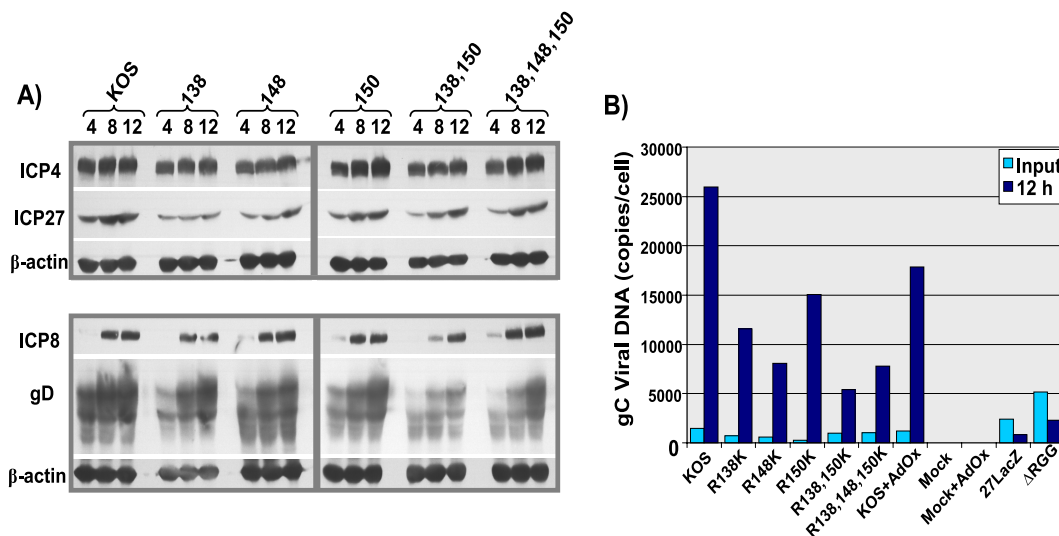 A)
KOS 138 148 150 138,150 138,148,150
4 8 12 4 8 12 4 8 12 4 8 12 4 8 12 4 8 12
ICP4
ICP27
β-actin
ICP8
gD
β-actin
B)
gC Viral DNA (copies/cell)
30000
25000
20000
15000
10000
5000
0
Input
12 h
KOS
R138K
R148K
R150K
R138,150K
R138,148,150K
KOS+AdOx
Mock
Mock+AdOx
27LacZ
ΔRGG